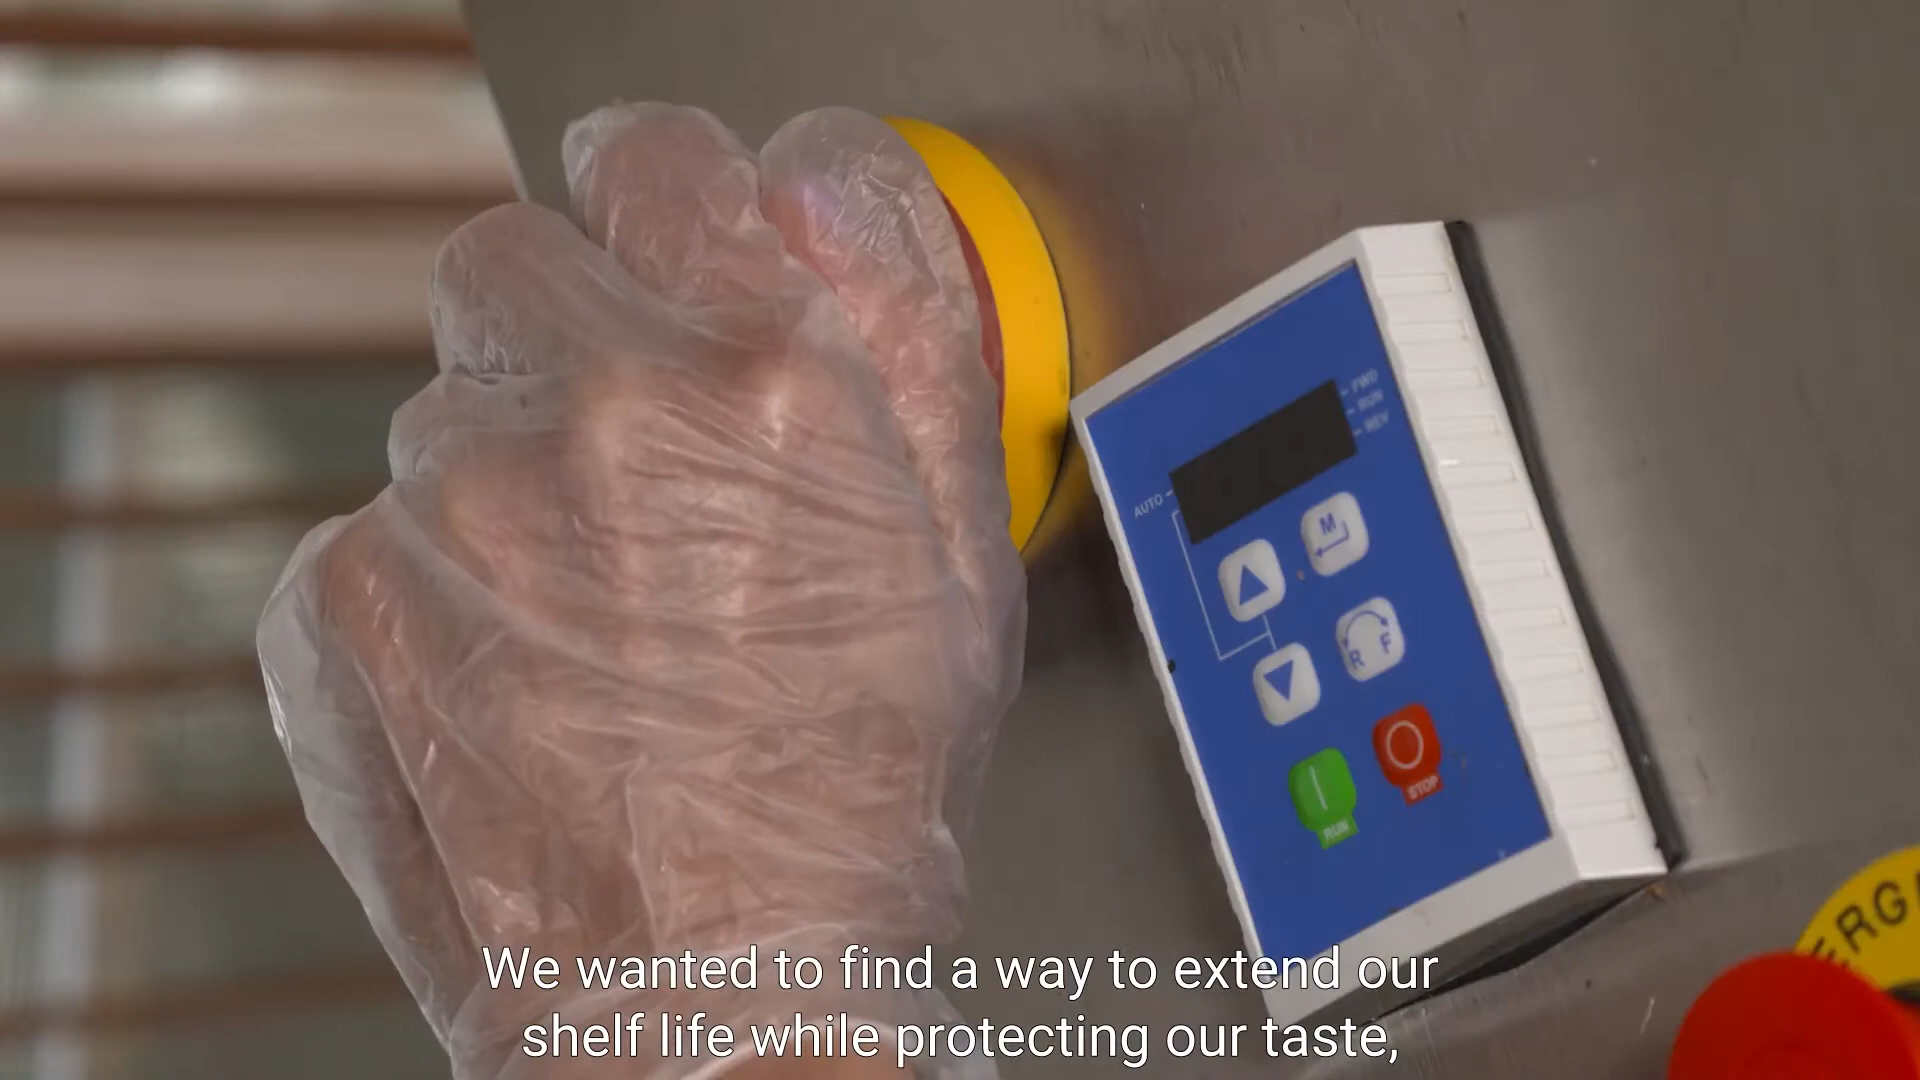 FWD
RUN
REV
AUTO
M
R F
STOP
RUN
ERGA
We wanted to find a way to extend our
shelf life while protecting our taste,